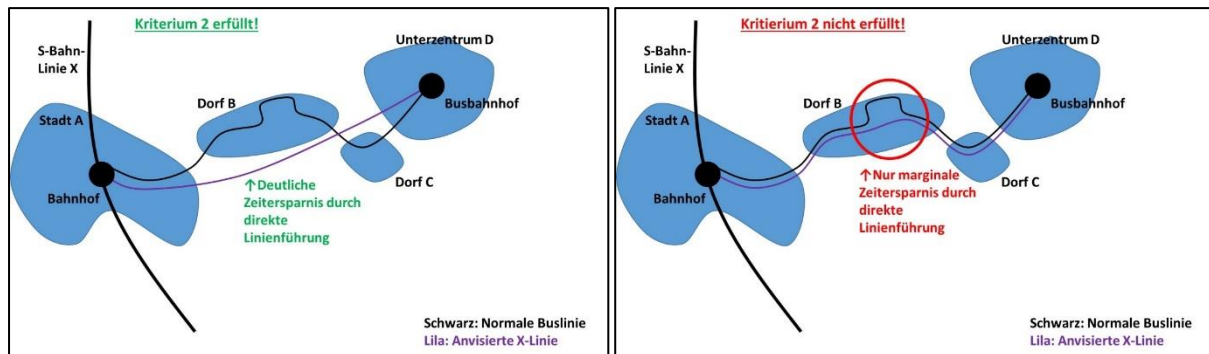 Kriterium 2 erfüllt!
S-Bahn-
Linie X
Unterzentrum D
Dorf B
Busbahnhof
Stadt A
Dorf C
Bahnhof
↑Deutliche
Zeitersparnis durch
direkte
Linienführung
Schwarz: Normale Buslinie
Lila: Anvisierte X-Linie
Kritierium 2 nicht erfüllt!
S-Bahn-
Linie X
Unterzentrum D
Dorf B
Busbahnhof
Stadt A
Dorf C
Bahnhof
↑Nur marginale
Zeitersparnis durch
direkte
Linienführung
Schwarz: Normale Buslinie
Lila: Anvisierte X-Linie